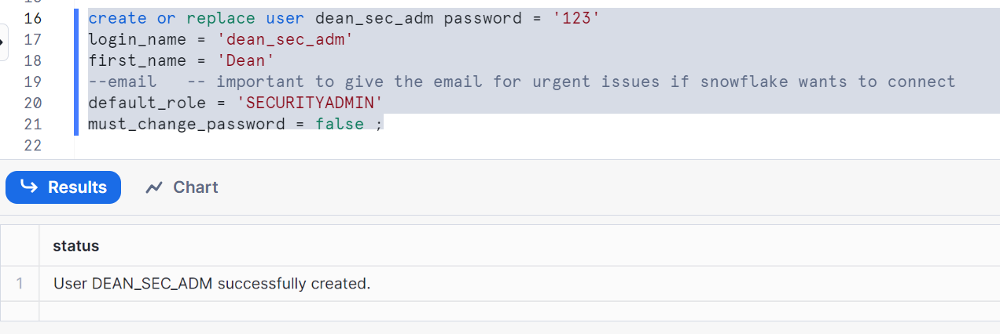 16 create or replace user dean_sec_adm password = '123'
17 login_name = 'dean_sec_adm'
18 first_name = 'Dean'
19 --email   -- important to give the email for urgent issues if snowflake wants to connect
20 default_role = 'SECURITYADMIN'
21 must_change_password = false ;
22
Results Chart
status
1 User DEAN_SEC_ADM successfully created.